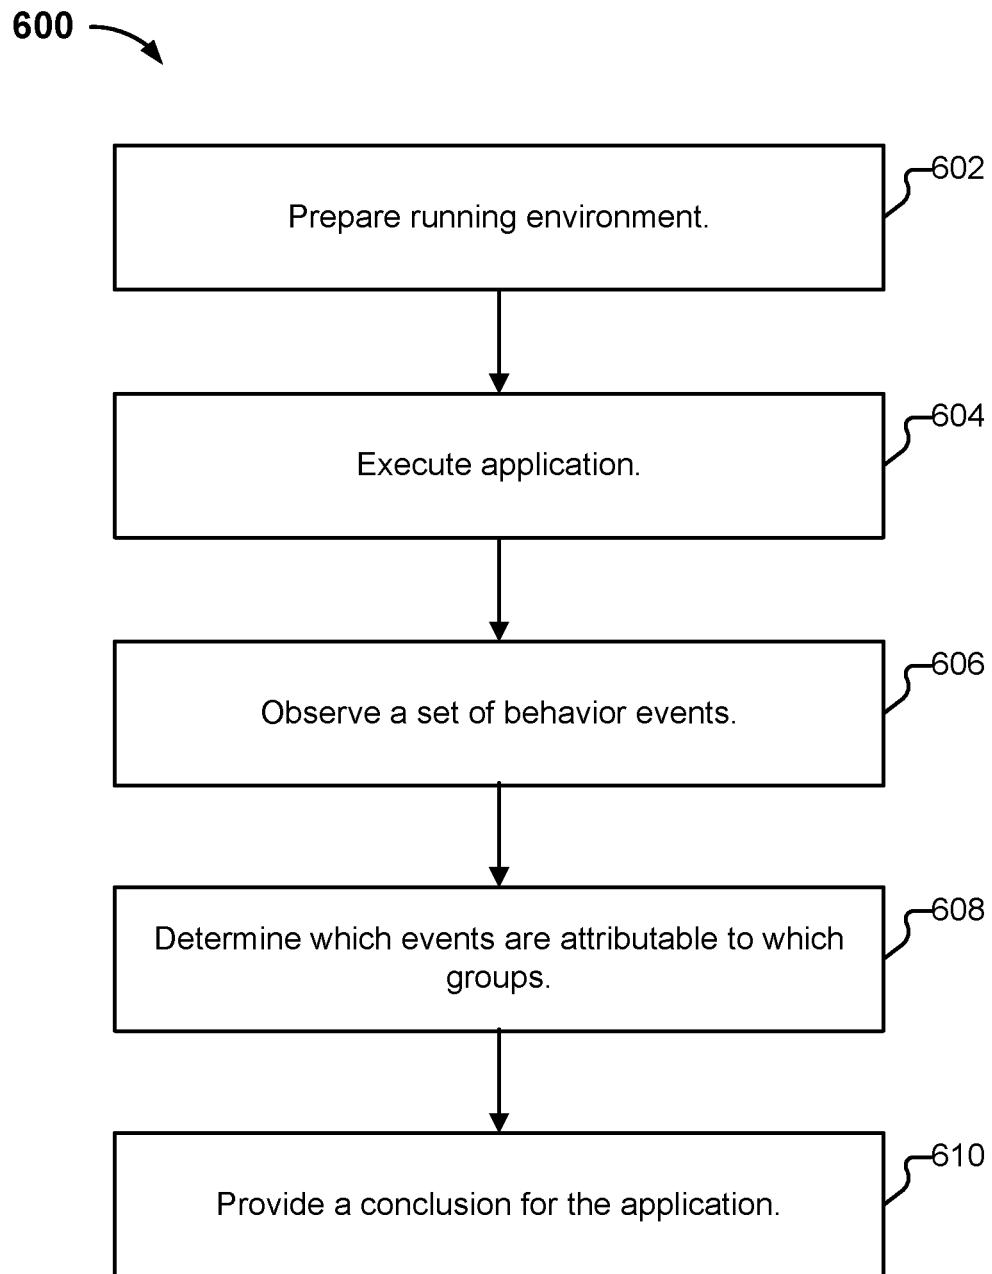 600
602
Prepare running environment.
604
Execute application.
606
Observe a set of behavior events.
608
Determine which events are attributable to which
groups.
610
Provide a conclusion for the application.